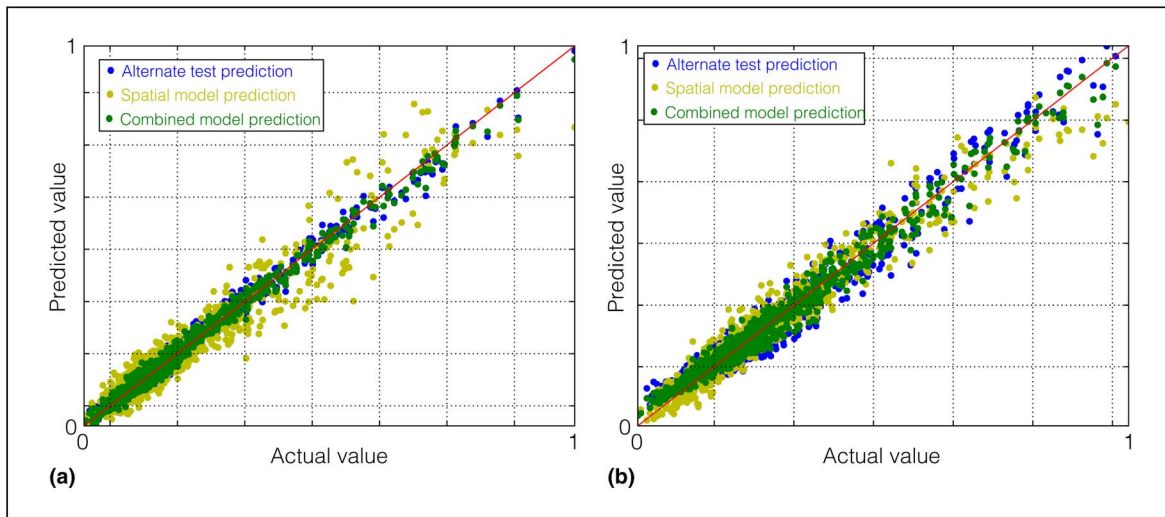 1
Alternate test prediction
Spatial model prediction
Combined model prediction
Predicted value
0
0
1
Actual value
(a)
1
Alternate test prediction
Spatial model prediction
Combined model prediction
Predicted value
0
0
1
Actual value
(b)